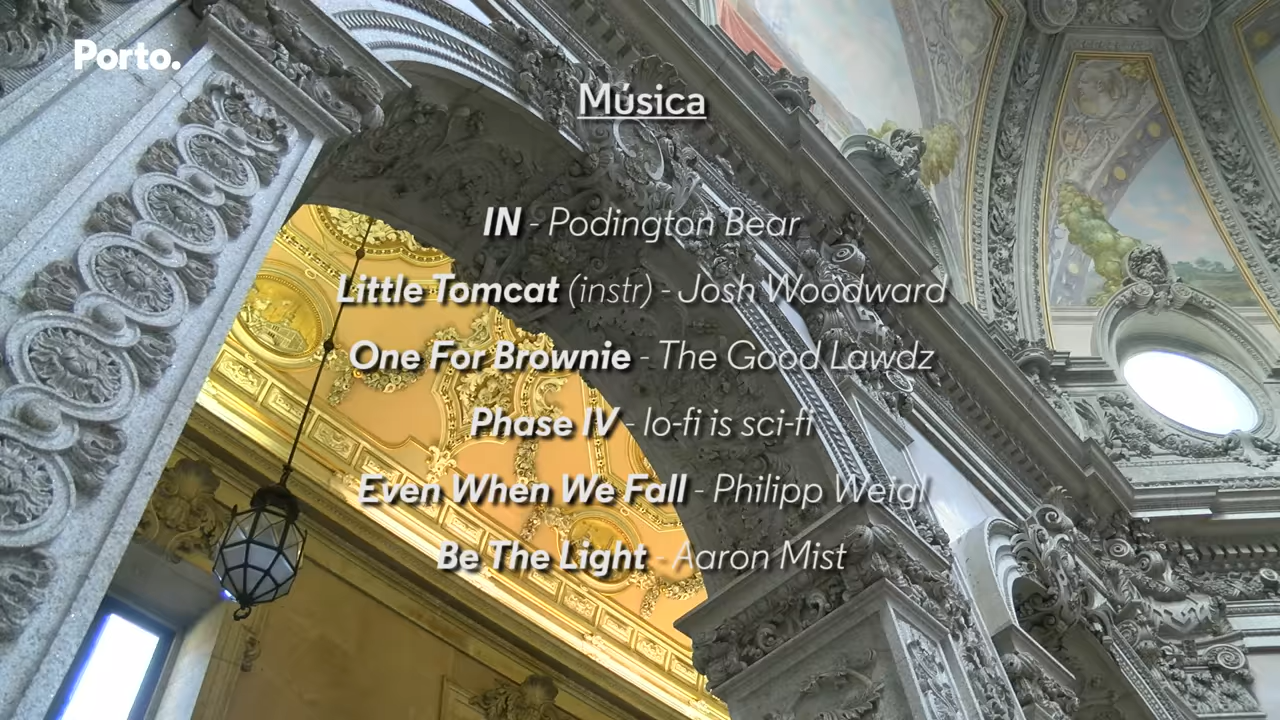 Porto.
Música
IN - Podington Bear
Little Tomcat (instr) - Josh Woodward
One For Brownie - The Good Lawdz
Phase IV - lo-fi is sci-fi
Even When We Fall - Philipp Weigl
Be The Light - Aaron Mist